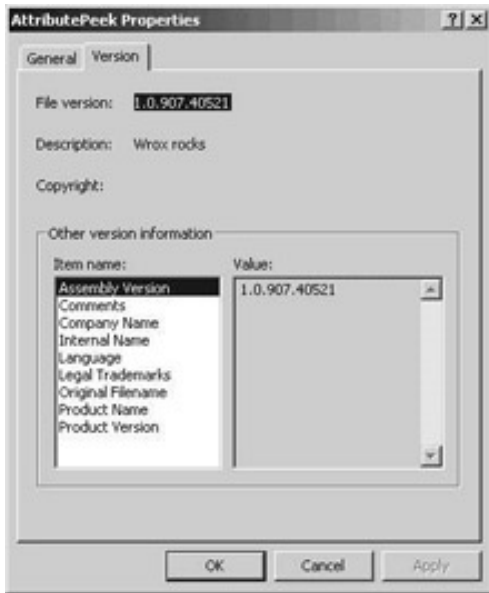 AttributePeek Properties
General Version
File version: 1.0.907.40521
Description: Wrox rocks
Copyright:
Other version information
Item name: Value:
Assembly Version 1.0.907.40521
Comments
Company Name
Internal Name
Language
Legal Trademarks
Original Filename
Product Name
Product Version
OK Cancel Apply